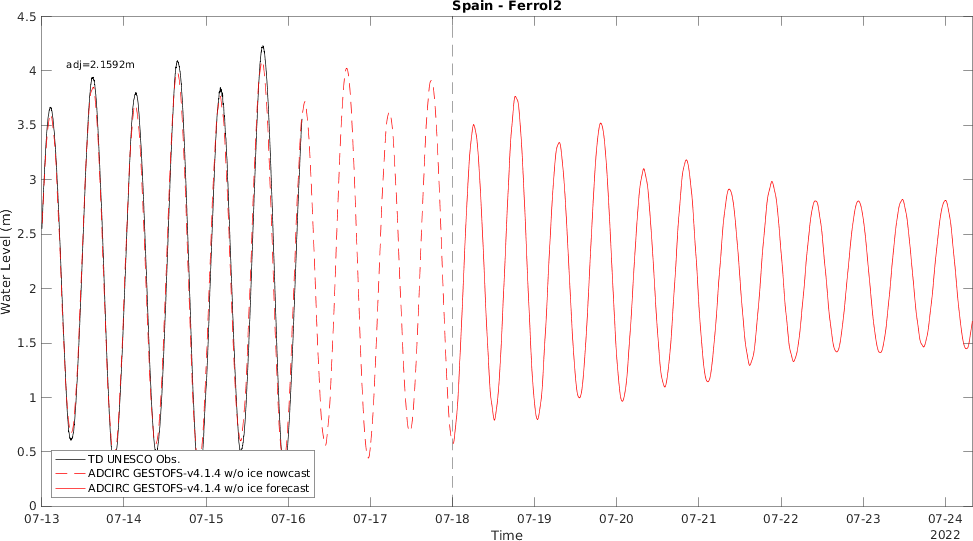 Spain - Ferrol2
adj=2.1592m
4.5
4
3.5
3
2.5
2
1.5
1
0.5
0
Water Level (m)
TD UNESCO Obs.
ADCIRC GESTOFS-v4.1.4 w/o ice nowcast
ADCIRC GESTOFS-v4.1.4 w/o ice forecast
07-13 07-14 07-15 07-16 07-17 07-18 07-19 07-20 07-21 07-22 07-23 07-24
Time
2022